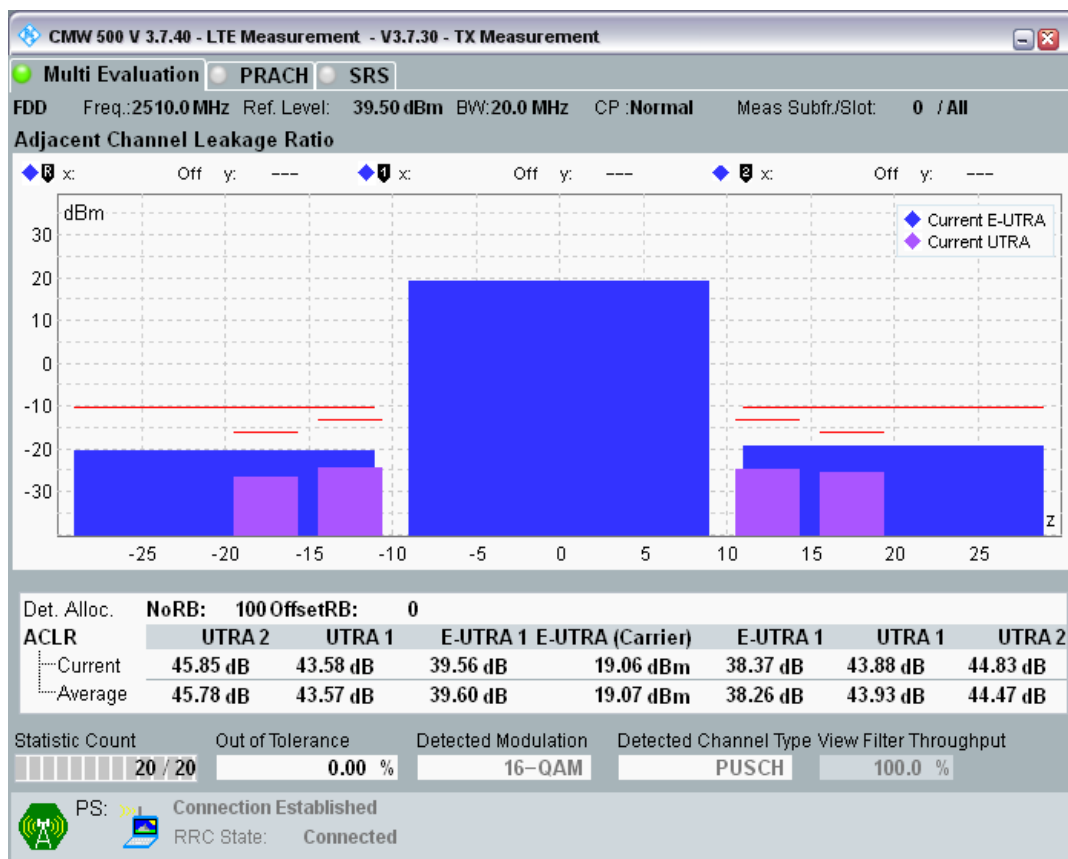 CMW 500 V 3.7.40 - LTE Measurement - V3.7.30 - TX Measurement
Multi Evaluation PRACH SRS
FDD Freq.:2510.0 MHz Ref. Level: 39.50 dBm BW:20.0 MHz CP :Normal Meas Subfr./Slot: 0 / All
Adjacent Channel Leakage Ratio
R x: Off y: --- 1 x: Off y: --- 2 x: Off y: ---
dBm
Current E-UTRA
Current UTRA
30
20
10
0
-10
-20
-30
z
-25 -20 -15 -10 -5 0 5 10 15 20 25
Det. Alloc. NoRB: 100 OffsetRB: 0
ACLR UTRA 2 UTRA 1 E-UTRA 1 E-UTRA (Carrier) E-UTRA 1 UTRA 1 UTRA 2
Current 45.85 dB 43.58 dB 39.56 dB 19.06 dBm 38.37 dB 43.88 dB 44.83 dB
Average 45.78 dB 43.57 dB 39.60 dB 19.07 dBm 38.26 dB 43.93 dB 44.47 dB
Statistic Count Out of Tolerance Detected Modulation Detected Channel Type View Filter Throughput
20 / 20 0.00 % 16-QAM PUSCH 100.0 %
PS: Connection Established
RRC State: Connected